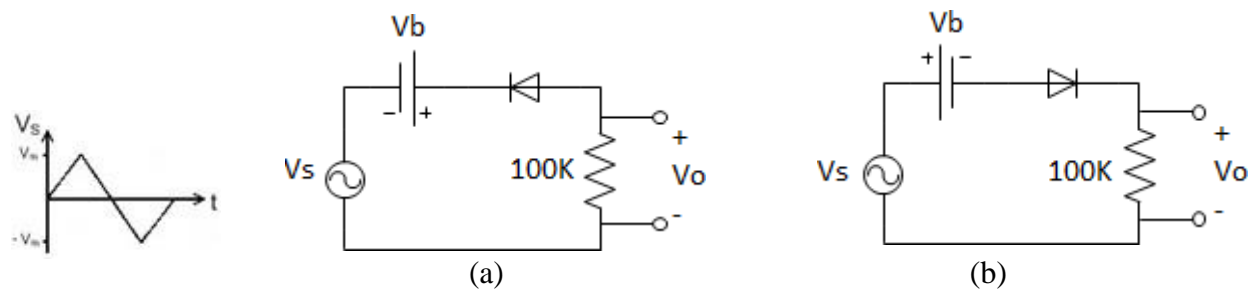 Vs
Vm
t
- Vm
Vb
− +
Vs
100K
+
Vo
-
(a)
Vb
+ −
Vs
100K
+
Vo
-
(b)